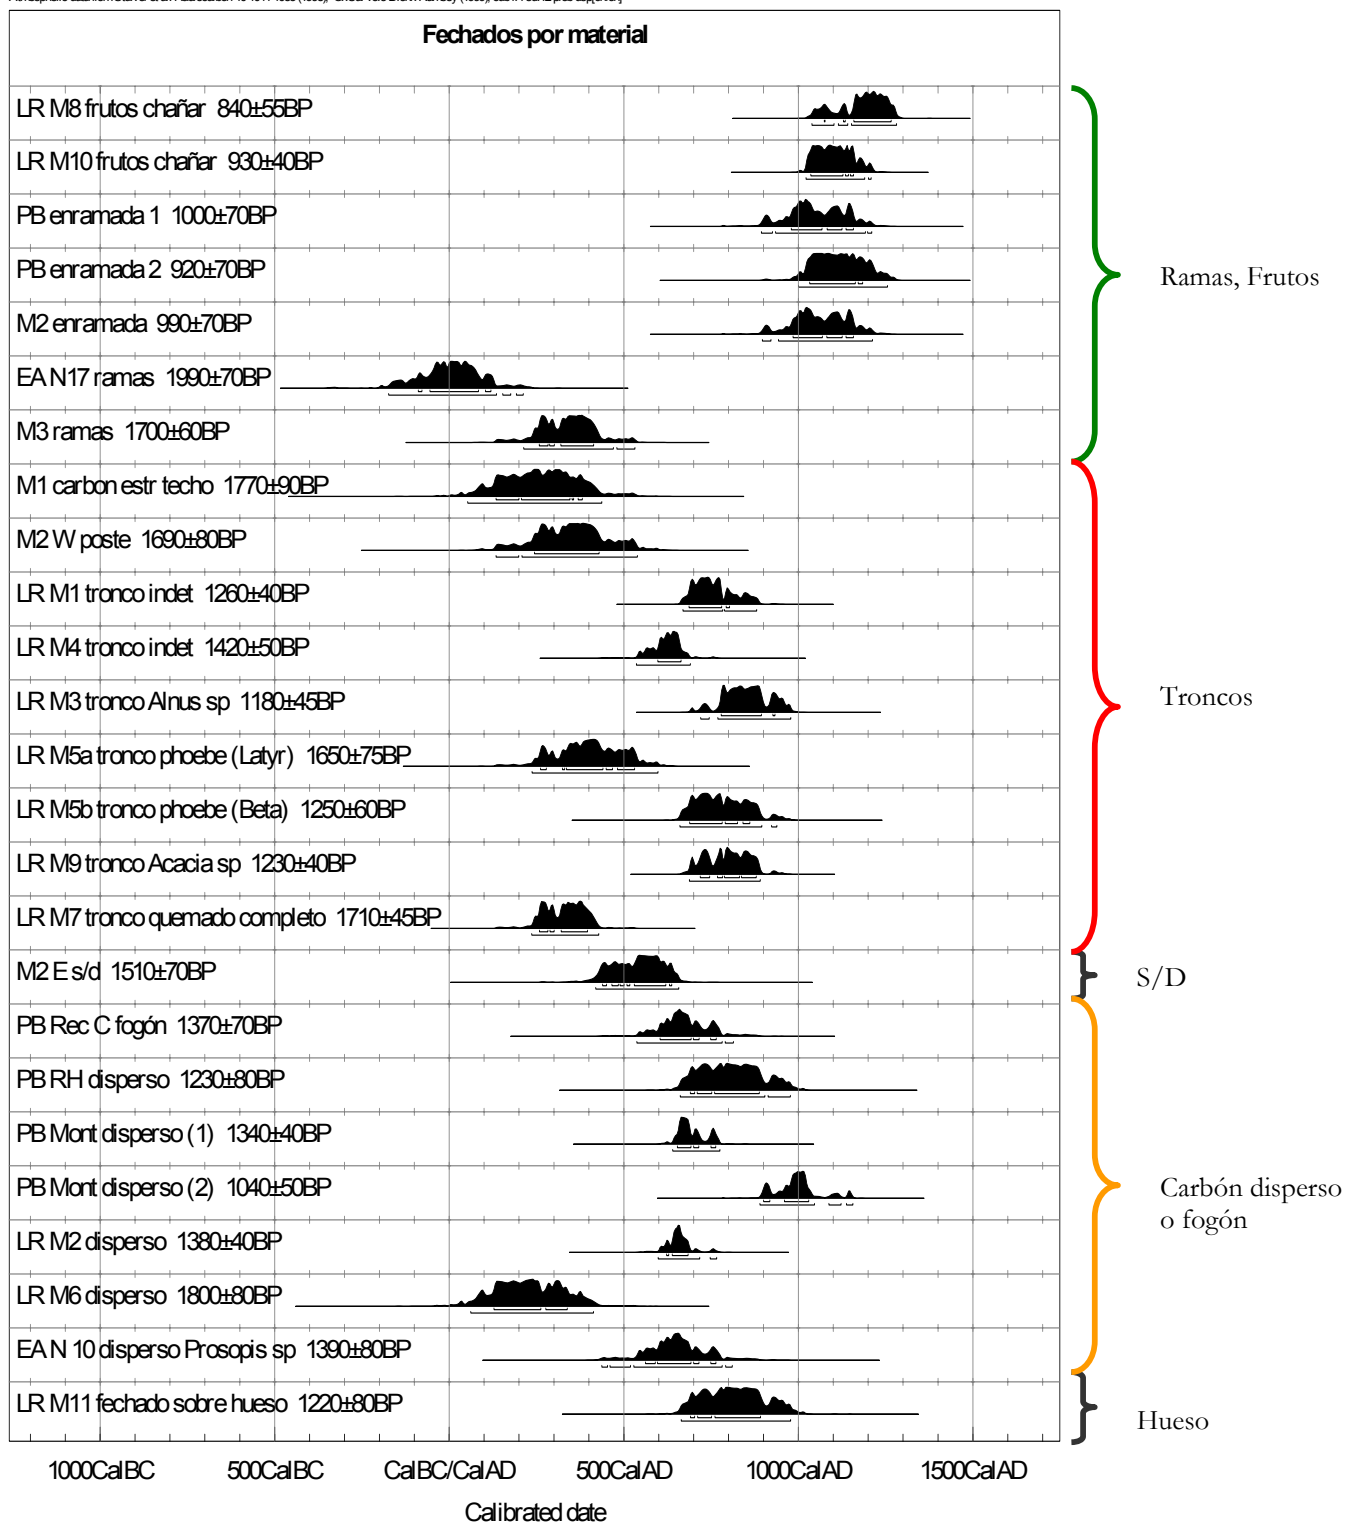 Fechados por material
LR M8 frutos chañar 840±55BP
LR M10 frutos chañar 930±40BP
PB enramada 1 1000±70BP
PB enramada 2 920±70BP
M2 enramada 990±70BP
EA N17 ramas 1990±70BP
M3 ramas 1700±60BP
Ramas, Frutos
M1 carbon estr techo 1770±90BP
M2 W poste 1690±80BP
LR M1 tronco indet 1260±40BP
LR M4 tronco indet 1420±50BP
LR M3 tronco Alnus sp 1180±45BP
LR M5a tronco phoebe (Latyr) 1650±75BP
LR M5b tronco phoebe (Beta) 1250±60BP
LR M9 tronco Acacia sp 1230±40BP
LR M7 tronco quemado completo 1710±45BP
Troncos
M2 E s/d 1510±70BP
S/D
PB Rec C fogón 1370±70BP
PB RH disperso 1230±80BP
PB Mont disperso (1) 1340±40BP
PB Mont disperso (2) 1040±50BP
LR M2 disperso 1380±40BP
LR M6 disperso 1800±80BP
EA N 10 disperso Prosopis sp 1390±80BP
Carbón disperso
o fogón
LR M11 fechado sobre hueso 1220±80BP
Hueso
1000CalBC 500CalBC CalBC/CalAD 500CalAD 1000CalAD 1500CalAD
Calibrated date